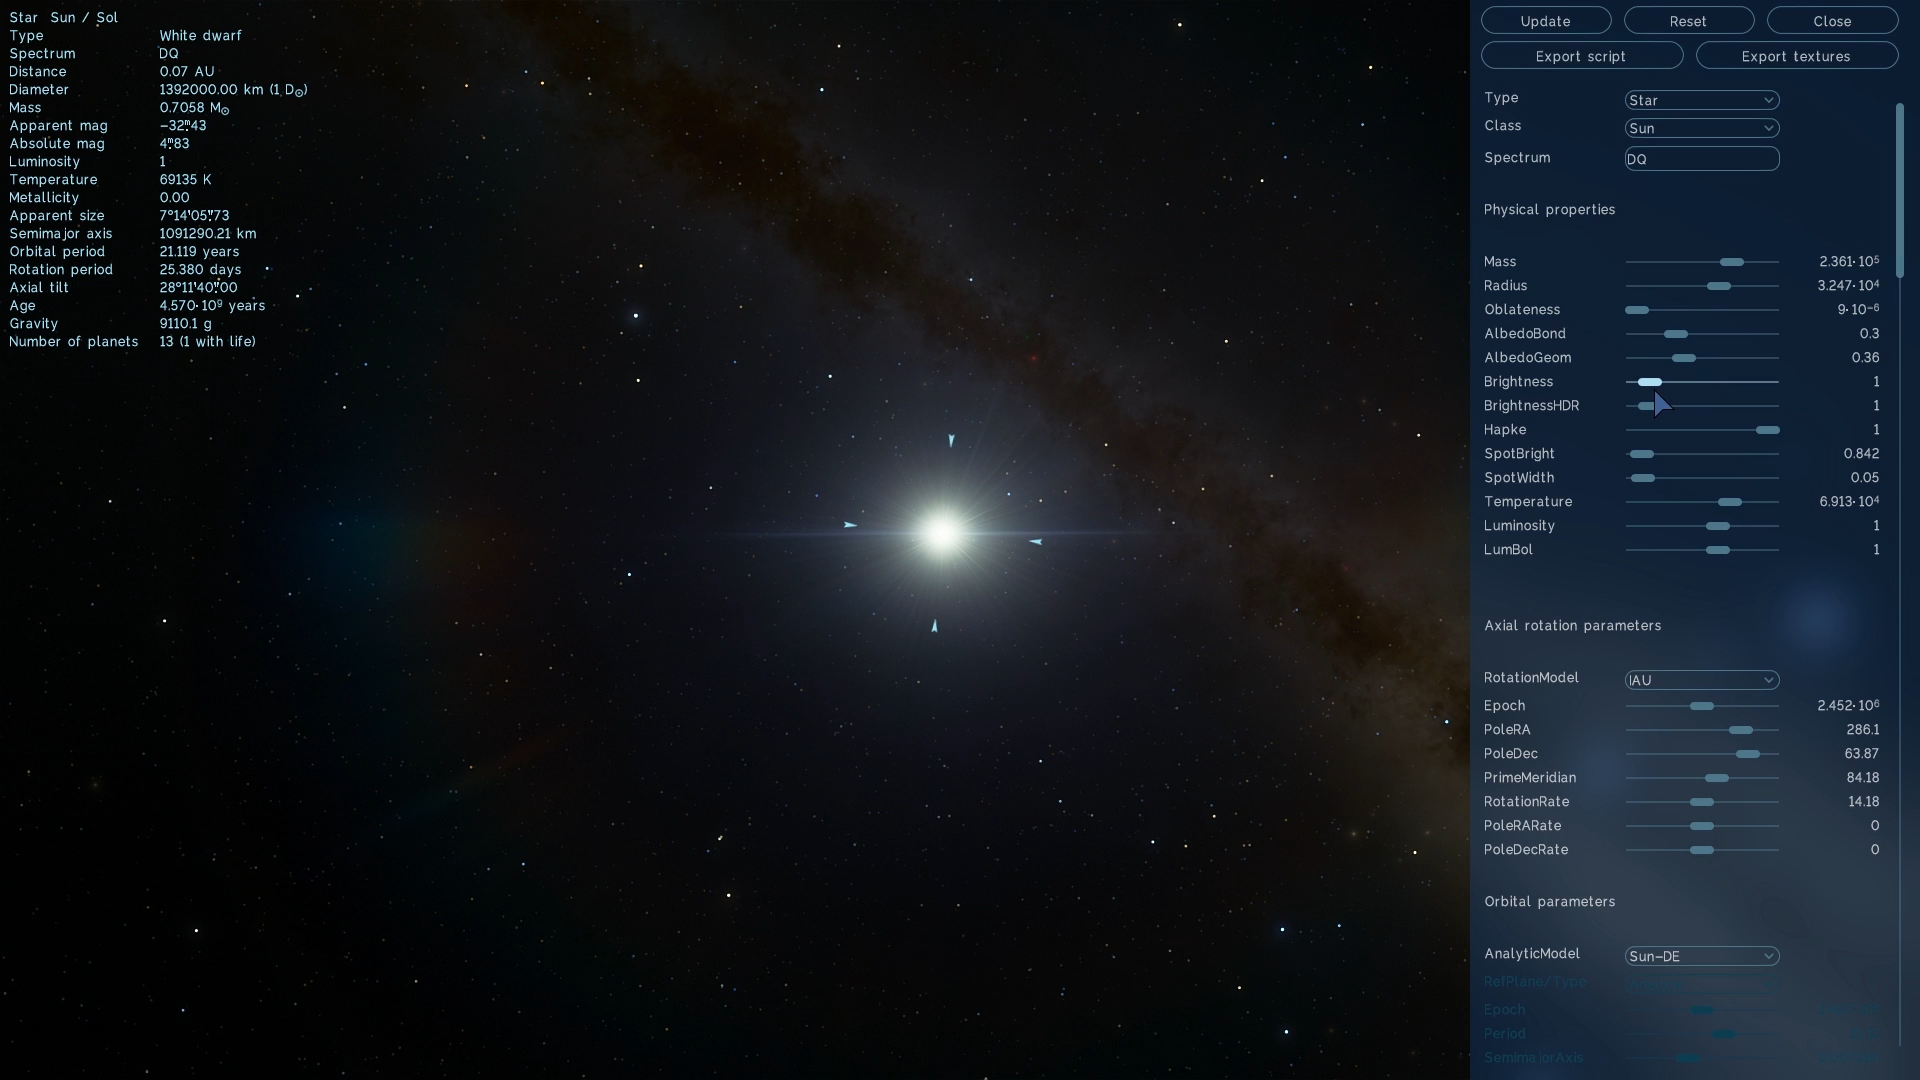 Star Sun / Sol
Type White dwarf
Spectrum DQ
Distance 0.07 AU
Diameter 1392000.00 km (1 D☉)
Mass 0.7058 M☉
Apparent mag −32ᵐ43
Absolute mag 4ᵐ83
Luminosity 1
Temperature 69135 K
Metallicity 0.00
Apparent size 7°14'05"73
Semimajor axis 1091290.21 km
Orbital period 21.119 years
Rotation period 25.380 days
Axial tilt 28°11'40"00
Age 4.570·10⁹ years
Gravity 9110.1 g
Number of planets 13 (1 with life)
Update Reset Close
Export script Export textures
Type Star
Class Sun
Spectrum DQ
Physical properties
Mass 2.361·10⁵
Radius 3.247·10⁴
Oblateness 9·10⁻⁶
AlbedoBond 0.3
AlbedoGeom 0.36
Brightness 1
BrightnessHDR 1
Hapke 1
SpotBright 0.842
SpotWidth 0.05
Temperature 6.913·10⁴
Luminosity 1
LumBol 1
Axial rotation parameters
RotationModel IAU
Epoch 2.452·10⁶
PoleRA 286.1
PoleDec 63.87
PrimeMeridian 84.18
RotationRate 14.18
PoleRARate 0
PoleDecRate 0
Orbital parameters
AnalyticModel Sun−DE
RefPlane/Type
Epoch
Period
SemimajorAxis